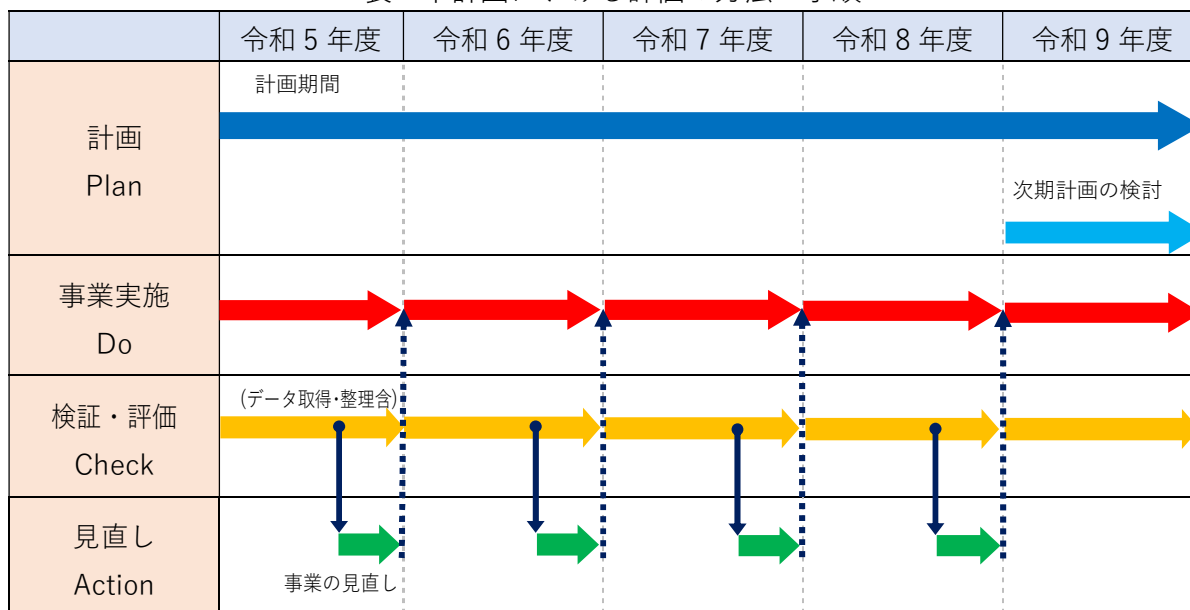 令和 5 年度 令和 6 年度 令和 7 年度 令和 8 年度 令和 9 年度
計画期間
計画
Plan
次期計画の検討
事業実施
Do
(データ取得・整理含)
検証・評価
Check
見直し
Action
事業の見直し